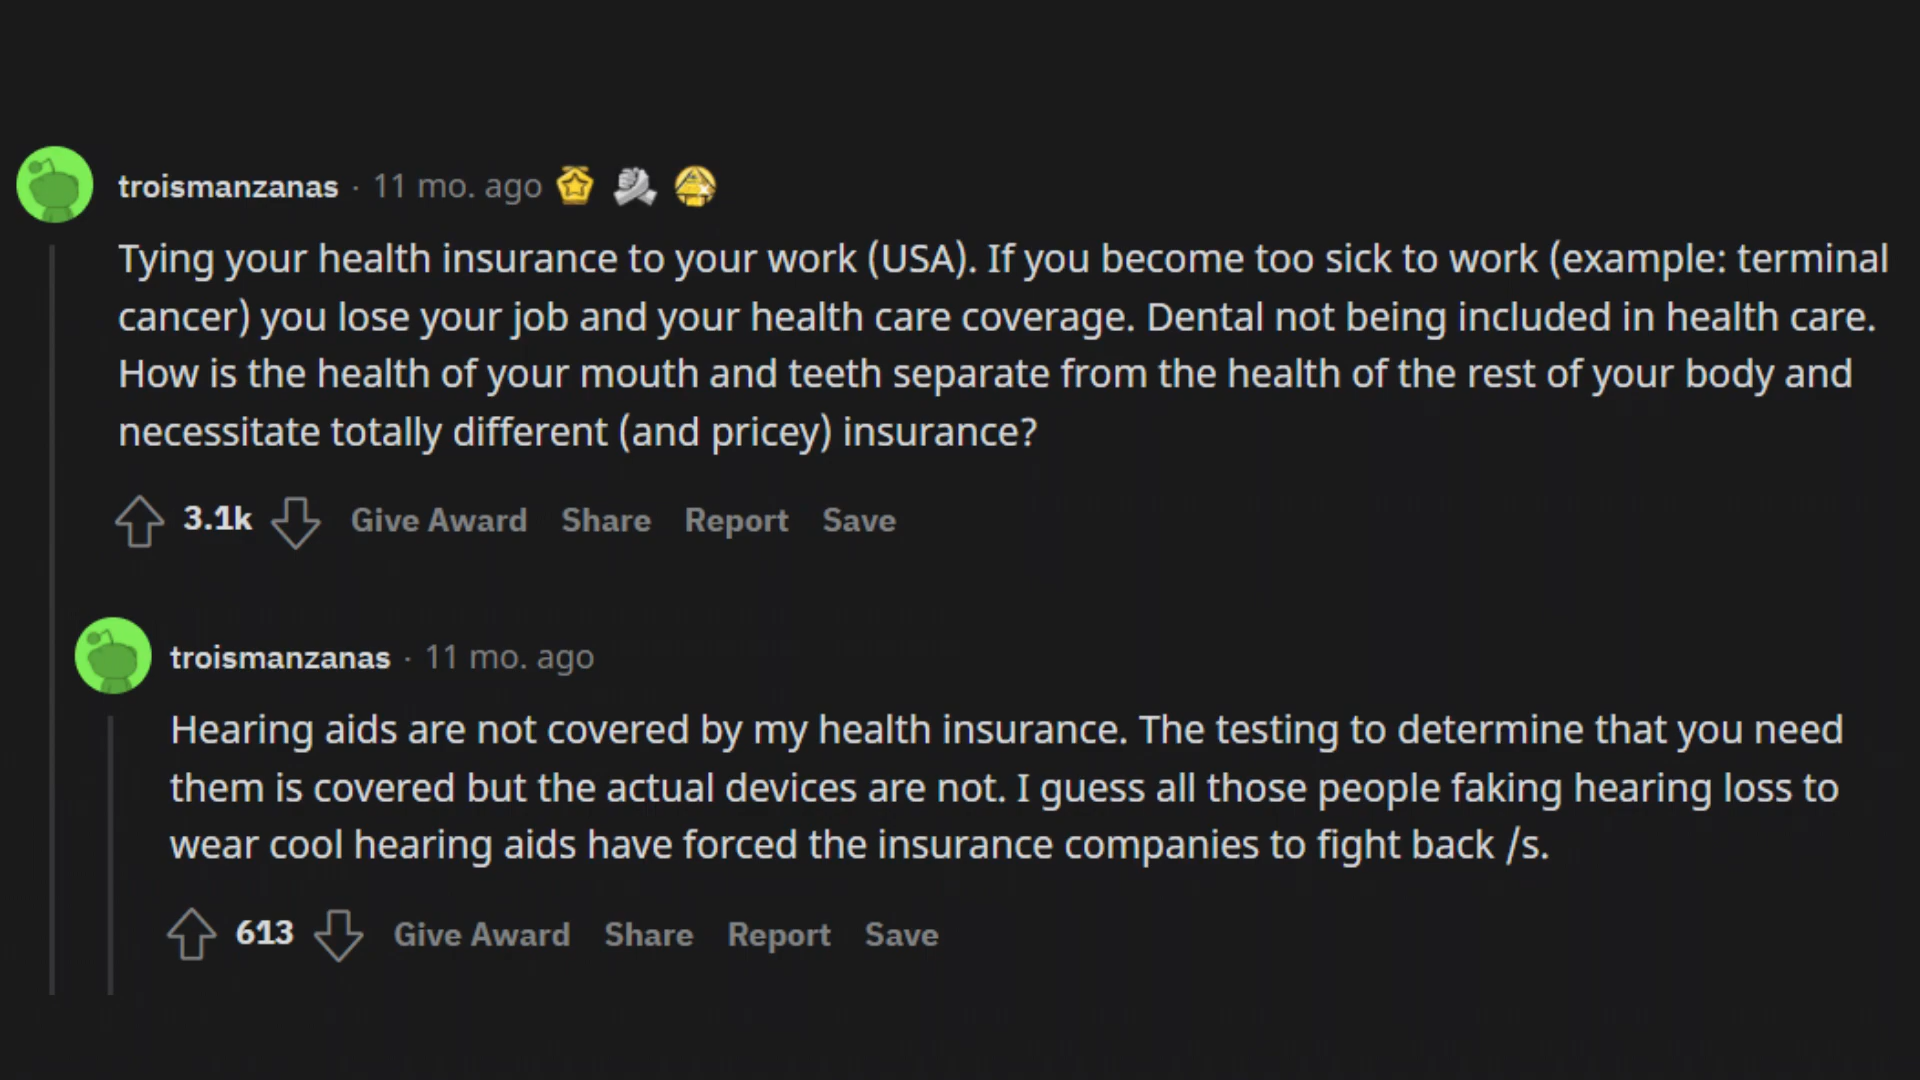 troismanzanas · 11 mo. ago
Tying your health insurance to your work (USA). If you become too sick to work (example: terminal
cancer) you lose your job and your health care coverage. Dental not being included in health care.
How is the health of your mouth and teeth separate from the health of the rest of your body and
necessitate totally different (and pricey) insurance?
3.1k Give Award Share Report Save
troismanzanas · 11 mo. ago
Hearing aids are not covered by my health insurance. The testing to determine that you need
them is covered but the actual devices are not. I guess all those people faking hearing loss to
wear cool hearing aids have forced the insurance companies to fight back /s.
613 Give Award Share Report Save